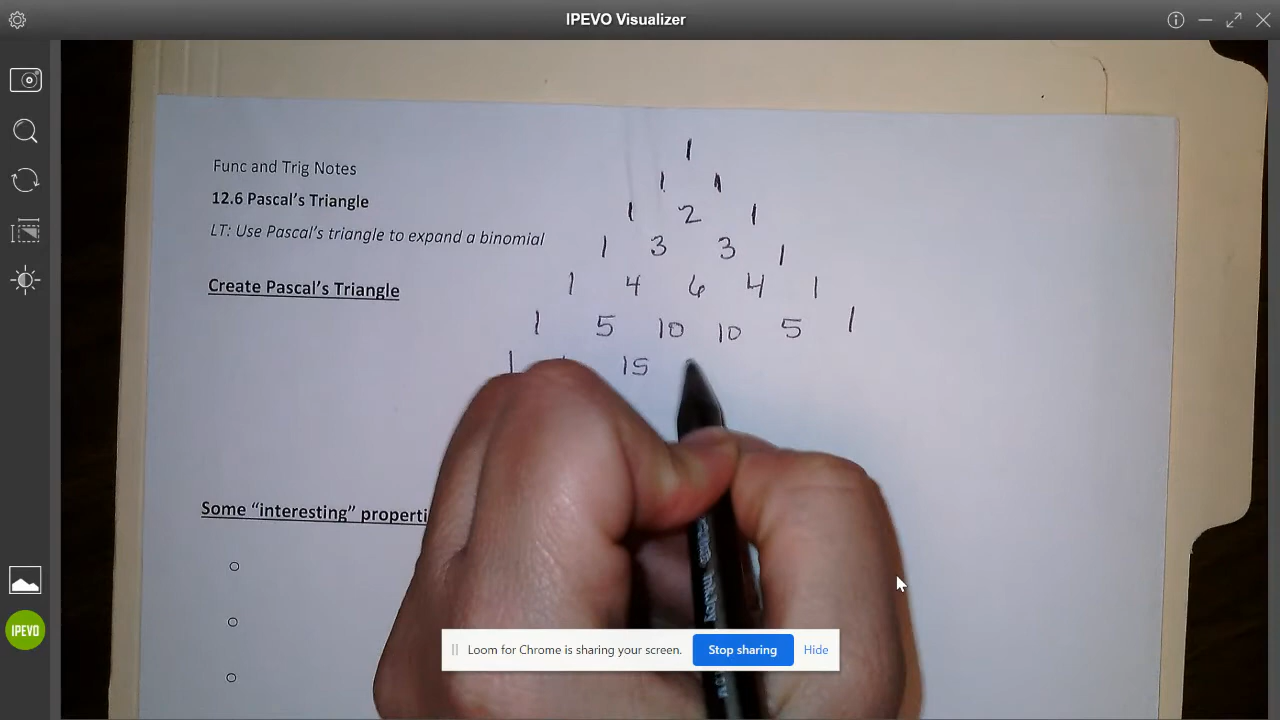 IPEVO Visualizer
Func and Trig Notes
12.6 Pascal's Triangle
LT: Use Pascal's triangle to expand a binomial
Create Pascal's Triangle
1
1 1
1 2 1
1 3 3 1
1 4 6 4 1
1 5 10 10 5 1
1 15
Some "interesting"
IPEVO
Loom for Chrome is sharing your screen. Stop sharing Hide